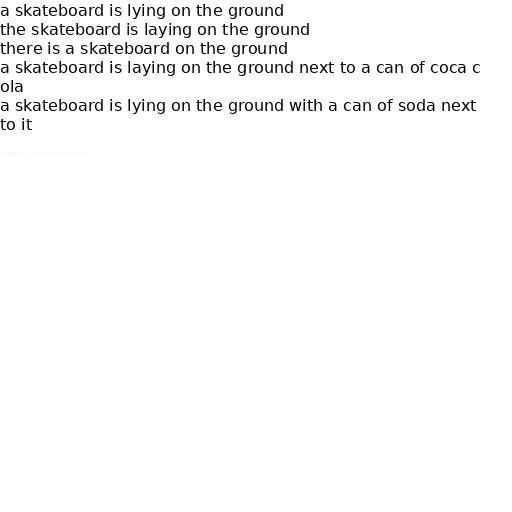 a skateboard is lying on the ground
the skateboard is laying on the ground
there is a skateboard on the ground
a skateboard is laying on the ground next to a can of coca c
ola
a skateboard is lying on the ground with a can of soda next
to it